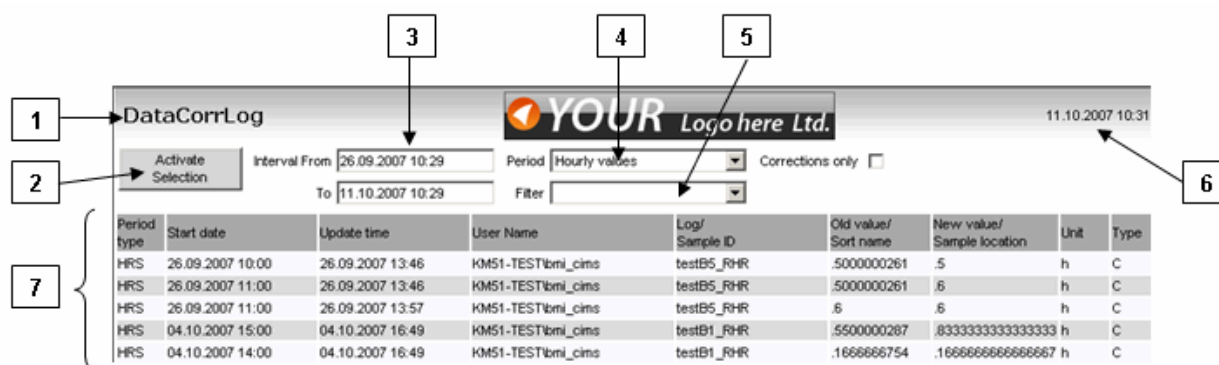 3 4 5
1 DataCorrLog YOUR Logo here Ltd. 11.10.2007 10:31
Activate Selection Interval From 26.09.2007 10:29 Period Hourly values Corrections only
2 To 11.10.2007 10:29 Filter 6
Period type Start date Update time User Name Log/ Sample ID Old value/ Sort name New value/ Sample location Unit Type
HRS 26.09.2007 10:00 26.09.2007 13:46 KM51-TEST\bmi_cims testB5_RHR .5000000261 .5 h C
7 HRS 26.09.2007 11:00 26.09.2007 13:46 KM51-TEST\bmi_cims testB5_RHR .5000000261 .6 h C
HRS 26.09.2007 11:00 26.09.2007 13:57 KM51-TEST\bmi_cims testB5_RHR .6 .6 h C
HRS 04.10.2007 15:00 04.10.2007 16:49 KM51-TEST\bmi_cims testB1_RHR .5500000287 .8333333333333333 h C
HRS 04.10.2007 14:00 04.10.2007 16:49 KM51-TEST\bmi_cims testB1_RHR .1666666754 .1666666666666667 h C